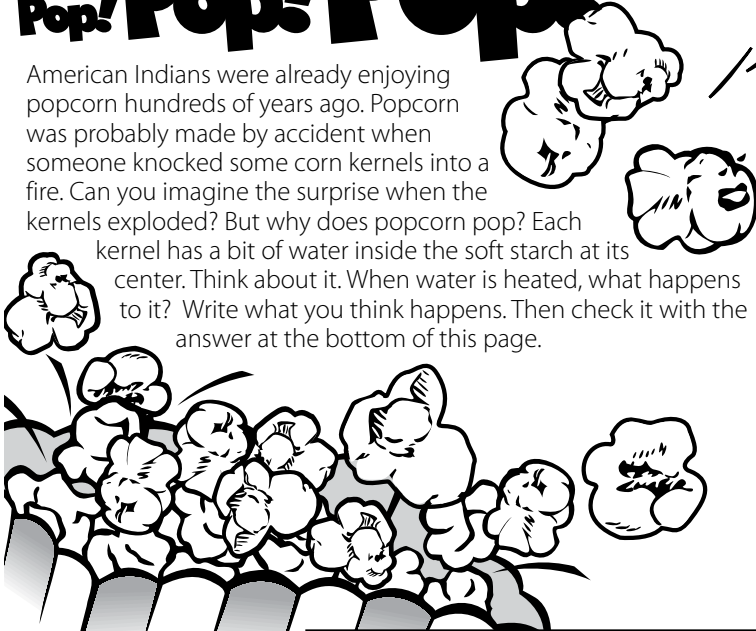 Pop! Pop! Pop!
American Indians were already enjoying
popcorn hundreds of years ago. Popcorn
was probably made by accident when
someone knocked some corn kernels into a
fire. Can you imagine the surprise when the
kernels exploded? But why does popcorn pop? Each
kernel has a bit of water inside the soft starch at its
center. Think about it. When water is heated, what happens
to it? Write what you think happens. Then check it with the
answer at the bottom of this page.